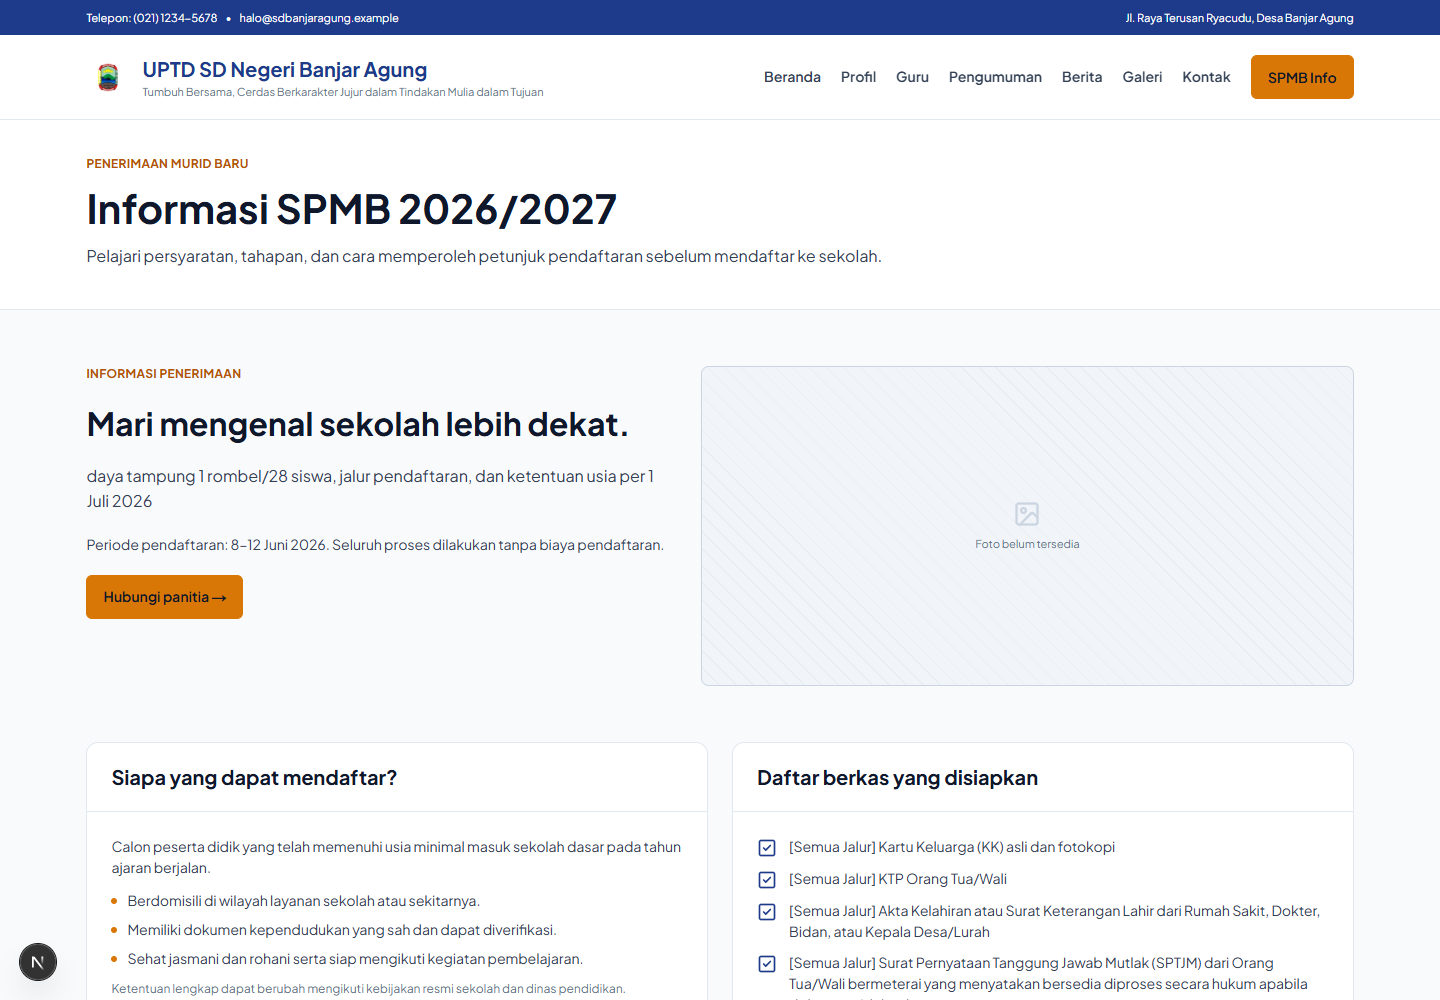 Telepon: (021) 1234-5678 • halo@sdbanjaragung.example
Jl. Raya Terusan Ryacudu, Desa Banjar Agung
UPTD SD Negeri Banjar Agung
Tumbuh Bersama, Cerdas Berkarakter Jujur dalam Tindakan Mulia dalam Tujuan
Beranda Profil Guru Pengumuman Berita Galeri Kontak SPMB Info
PENERIMAAN MURID BARU
Informasi SPMB 2026/2027
Pelajari persyaratan, tahapan, dan cara memperoleh petunjuk pendaftaran sebelum mendaftar ke sekolah.
INFORMASI PENERIMAAN
Mari mengenal sekolah lebih dekat.
daya tampung 1 rombel/28 siswa, jalur pendaftaran, dan ketentuan usia per 1
Juli 2026
Periode pendaftaran: 8–12 Juni 2026. Seluruh proses dilakukan tanpa biaya pendaftaran.
Hubungi panitia →
Foto belum tersedia
Siapa yang dapat mendaftar?
Calon peserta didik yang telah memenuhi usia minimal masuk sekolah dasar pada tahun
ajaran berjalan.
• Berdomisili di wilayah layanan sekolah atau sekitarnya.
• Memiliki dokumen kependudukan yang sah dan dapat diverifikasi.
• Sehat jasmani dan rohani serta siap mengikuti kegiatan pembelajaran.
Ketentuan lengkap dapat berubah mengikuti kebijakan resmi sekolah dan dinas pendidikan.
Daftar berkas yang disiapkan
[Semua Jalur] Kartu Keluarga (KK) asli dan fotokopi
[Semua Jalur] KTP Orang Tua/Wali
[Semua Jalur] Akta Kelahiran atau Surat Keterangan Lahir dari Rumah Sakit, Dokter,
Bidan, atau Kepala Desa/Lurah
[Semua Jalur] Surat Pernyataan Tanggung Jawab Mutlak (SPTJM) dari Orang
Tua/Wali bermeterai yang menyatakan bersedia diproses secara hukum apabila
N